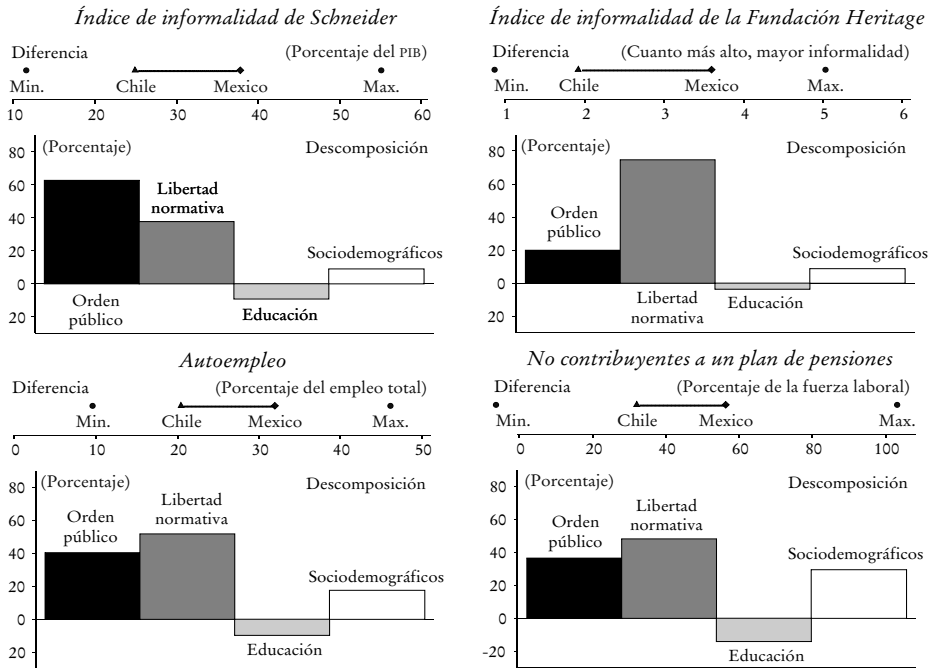 Índice de informalidad de Schneider
Diferencia
(Porcentaje del PIB)
Min.
Chile
Mexico
Max.
10 20 30 40 50 60
(Porcentaje)
Descomposición
80
60
40
20
0
20
Orden
público
Libertad
normativa
Educación
Sociodemográficos
Índice de informalidad de la Fundación Heritage
Diferencia
(Cuanto más alto, mayor informalidad)
Min.
Chile
Mexico
Max.
1 2 3 4 5 6
(Porcentaje)
Descomposición
80
60
40
20
0
20
Orden
público
Libertad
normativa
Educación
Sociodemográficos
Autoempleo
Diferencia
(Porcentaje del empleo total)
Min.
Chile
Mexico
Max.
0 10 20 30 40 50
(Porcentaje)
Descomposición
80
60
40
20
0
20
Orden
público
Libertad
normativa
Educación
Sociodemográficos
No contribuyentes a un plan de pensiones
Diferencia
(Porcentaje de la fuerza laboral)
Min.
Chile
Mexico
Max.
0 20 40 60 80 100
(Porcentaje)
Descomposición
80
60
40
20
0
-20
Orden
público
Libertad
normativa
Educación
Sociodemográficos